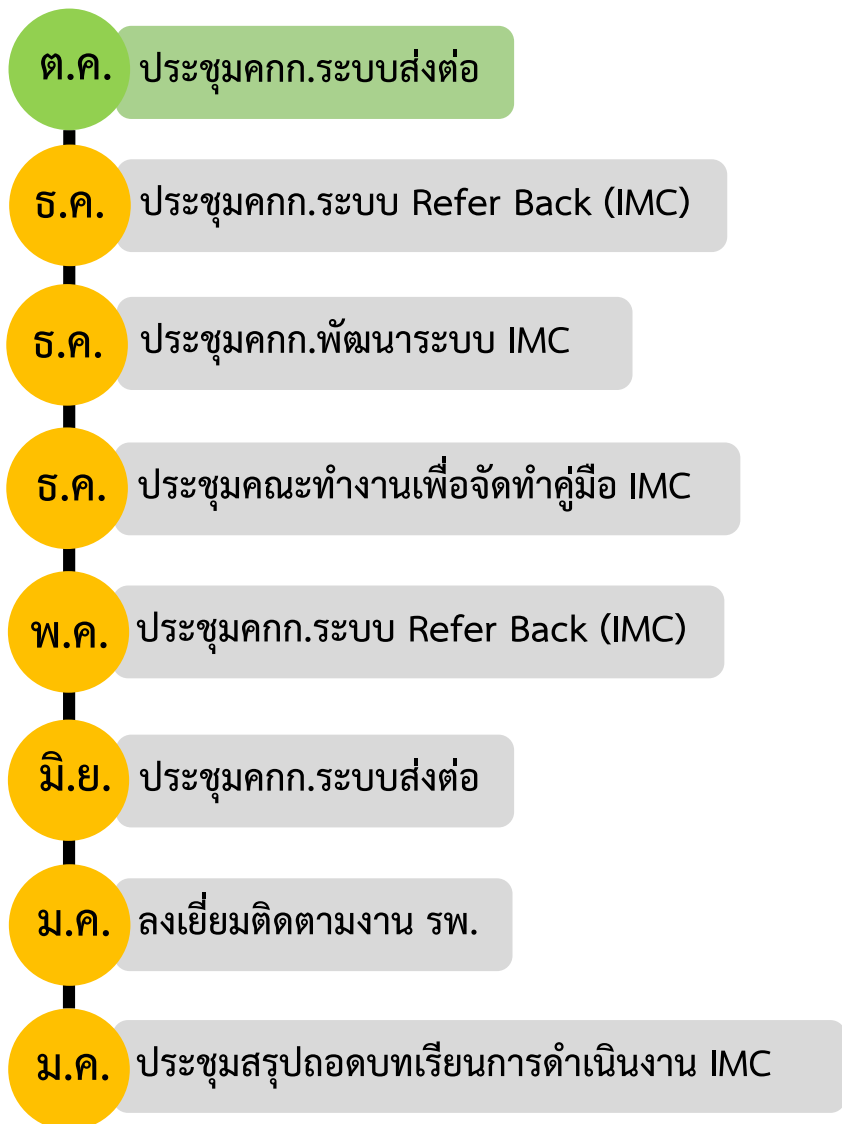 ต.ค. ประชุมคกก.ระบบส่งต่อ
ธ.ค. ประชุมคกก.ระบบ Refer Back (IMC)
ธ.ค. ประชุมคกก.พัฒนาระบบ IMC
ธ.ค. ประชุมคณะทำงานเพื่อจัดทำคู่มือ IMC
พ.ค. ประชุมคกก.ระบบ Refer Back (IMC)
มิ.ย. ประชุมคกก.ระบบส่งต่อ
ม.ค. ลงเยี่ยมติดตามงาน รพ.
ม.ค. ประชุมสรุปถอดบทเรียนการดำเนินงาน IMC